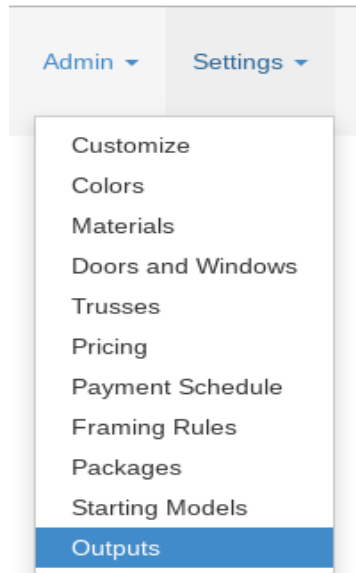 Admin Settings
Customize
Colors
Materials
Doors and Windows
Trusses
Pricing
Payment Schedule
Framing Rules
Packages
Starting Models
Outputs